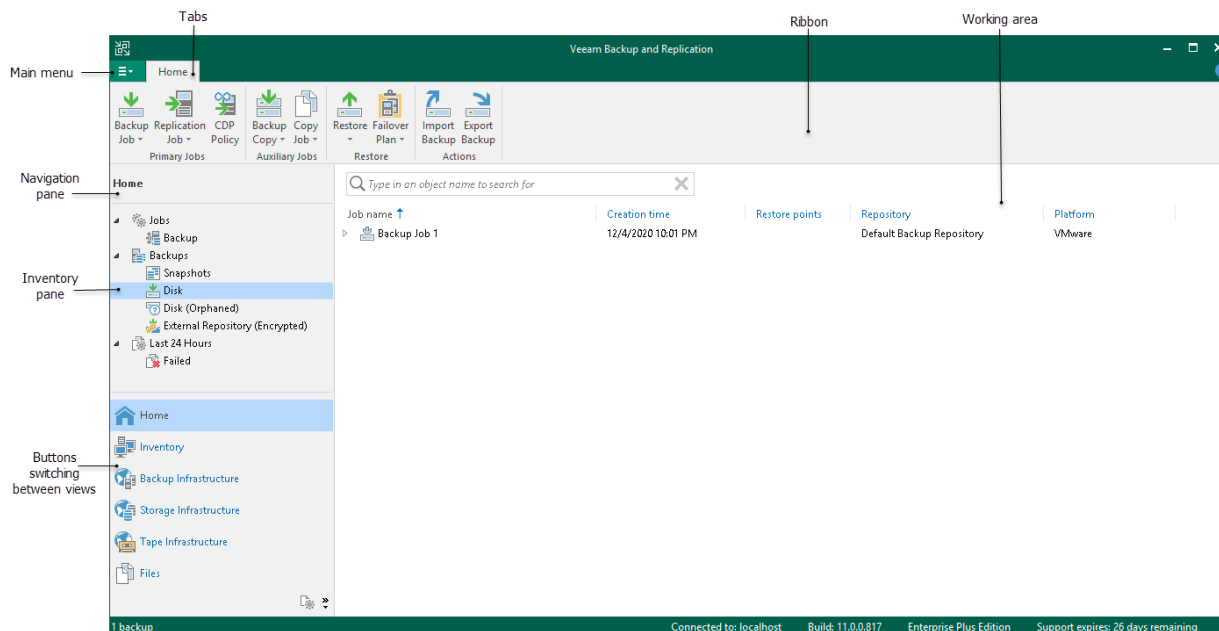 Tabs
Ribbon
Working area
Veeam Backup and Replication
Main menu
Home
Backup Job
Replication Job
CDP Policy
Backup Copy
Copy Job
Restore
Failover Plan
Import Backup
Export Backup
Primary Jobs
Auxiliary Jobs
Restore
Actions
Navigation pane
Home
Type in an object name to search for
Job name
Creation time
Restore points
Repository
Platform
Backup Job 1
12/4/2020 10:01 PM
Default Backup Repository
VMware
Jobs
Backup
Backups
Snapshots
Inventory pane
Disk
Disk (Orphaned)
External Repository (Encrypted)
Last 24 Hours
Failed
Home
Inventory
Buttons switching between views
Backup Infrastructure
Storage Infrastructure
Tape Infrastructure
Files
1 backup
Connected to: localhost
Build: 11.0.0.817
Enterprise Plus Edition
Support expires: 26 days remaining